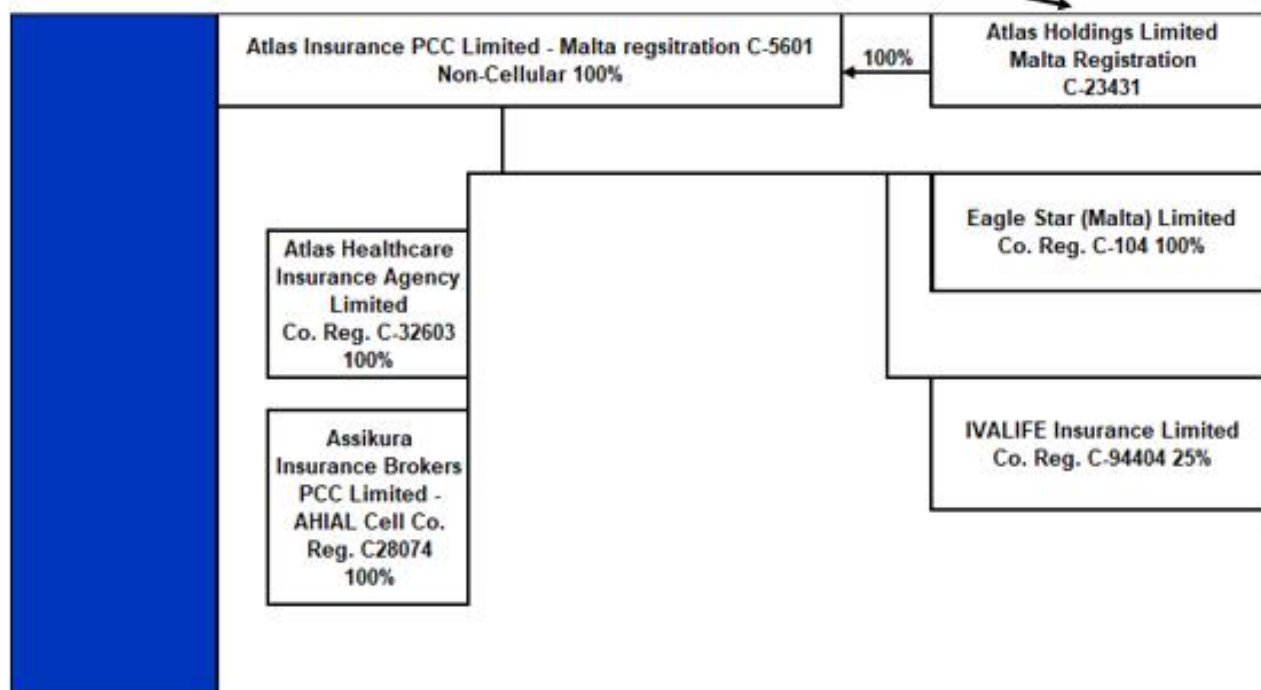 Atlas Insurance PCC Limited - Malta regsitration C-5601
Non-Cellular 100%
100%
Atlas Holdings Limited
Malta Registration
C-23431
Eagle Star (Malta) Limited
Co. Reg. C-104 100%
Atlas Healthcare
Insurance Agency
Limited
Co. Reg. C-32603
100%
IVALIFE Insurance Limited
Co. Reg. C-94404 25%
Assikura
Insurance Brokers
PCC Limited -
AHIAL Cell Co.
Reg. C28074
100%